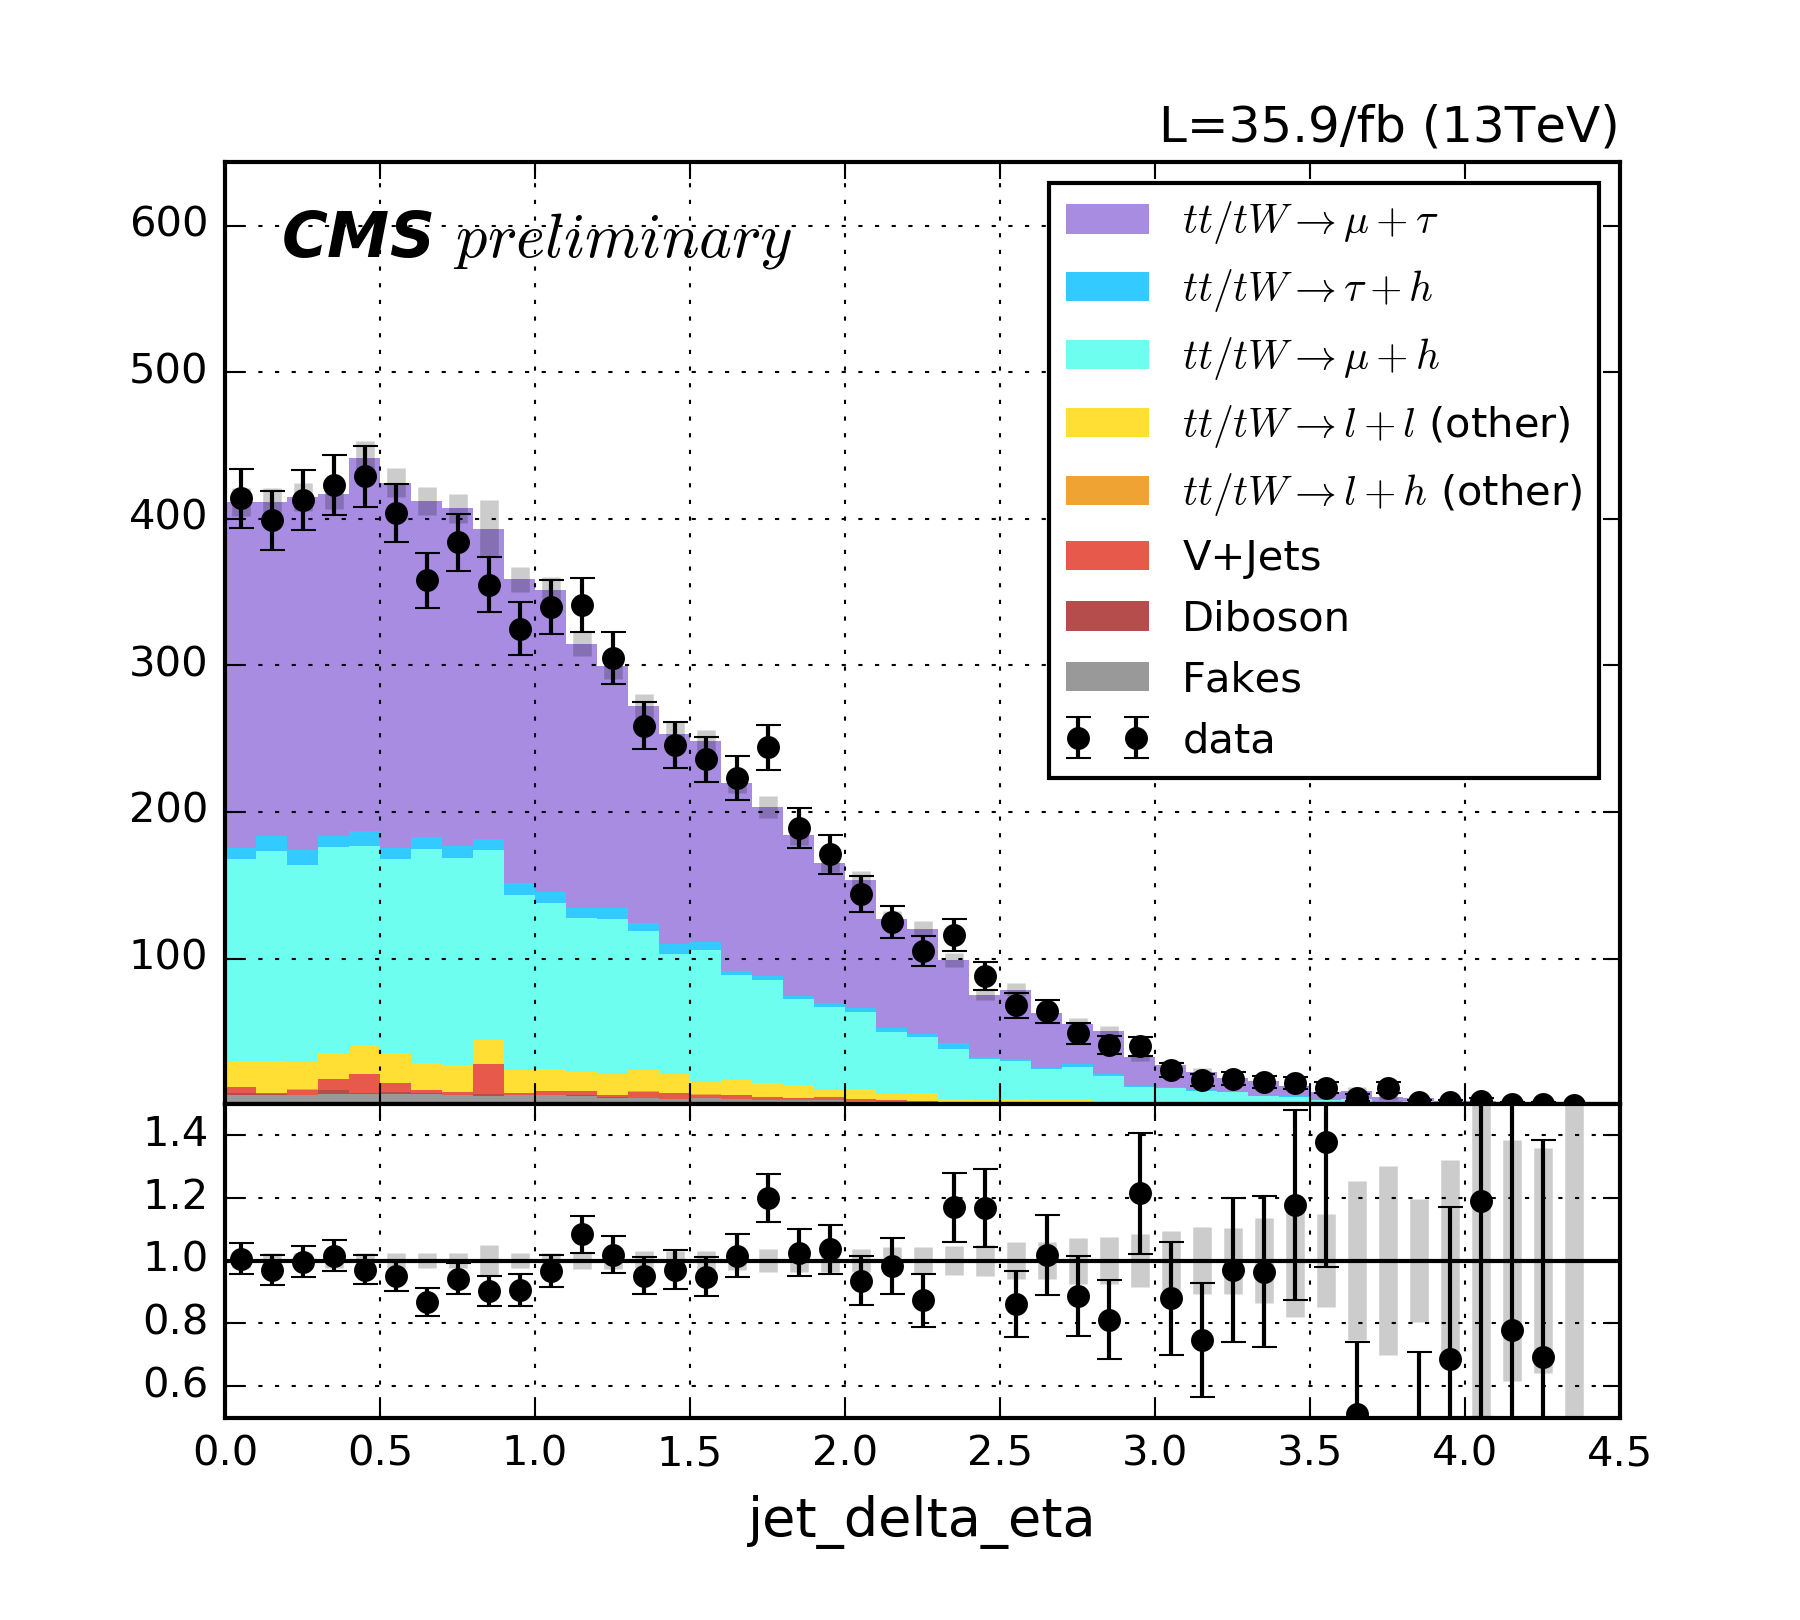 L=35.9/fb (13TeV)
CMS preliminary
600
500
400
300
200
100
tt/tW → μ + τ
tt/tW → τ + h
tt/tW → μ + h
tt/tW → l + l (other)
tt/tW → l + h (other)
V+Jets
Diboson
Fakes
data
1.4
1.2
1.0
0.8
0.6
0.0 0.5 1.0 1.5 2.0 2.5 3.0 3.5 4.0 4.5
jet_delta_eta